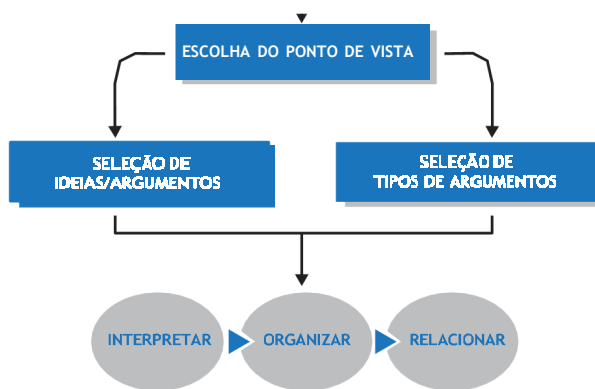 ESCOLHA DO PONTO DE VISTA
SELEÇÃO DE
IDEIAS/ARGUMENTOS
SELEÇÃO DE
TIPOS DE ARGUMENTOS
INTERPRETAR
ORGANIZAR
RELACIONAR